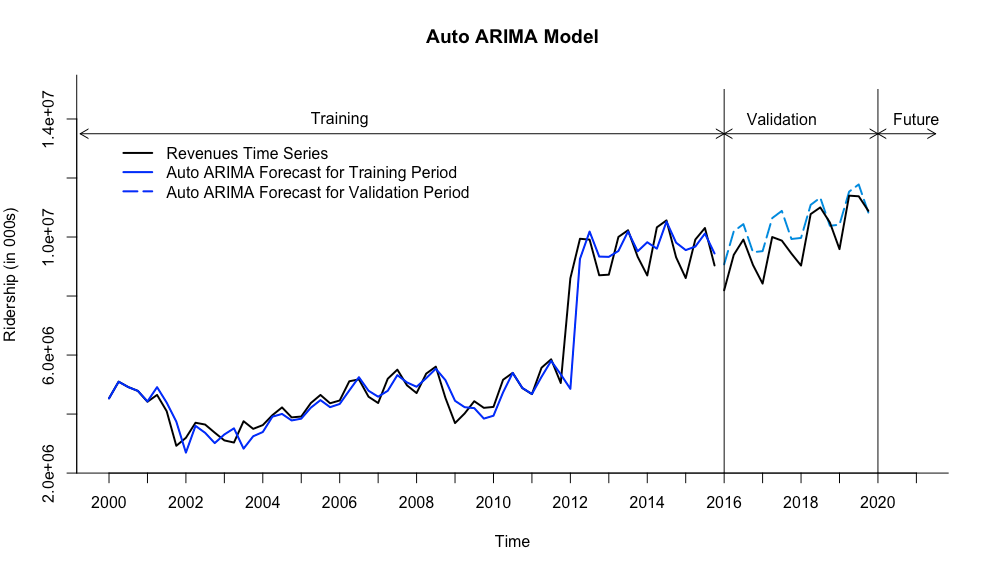 Auto ARIMA Model
Training
Validation
Future
Revenues Time Series
Auto ARIMA Forecast for Training Period
Auto ARIMA Forecast for Validation Period
Ridership (in 000s)
1.4e+07
1.0e+07
6.0e+06
2.0e+06
2000 2002 2004 2006 2008 2010 2012 2014 2016 2018 2020
Time